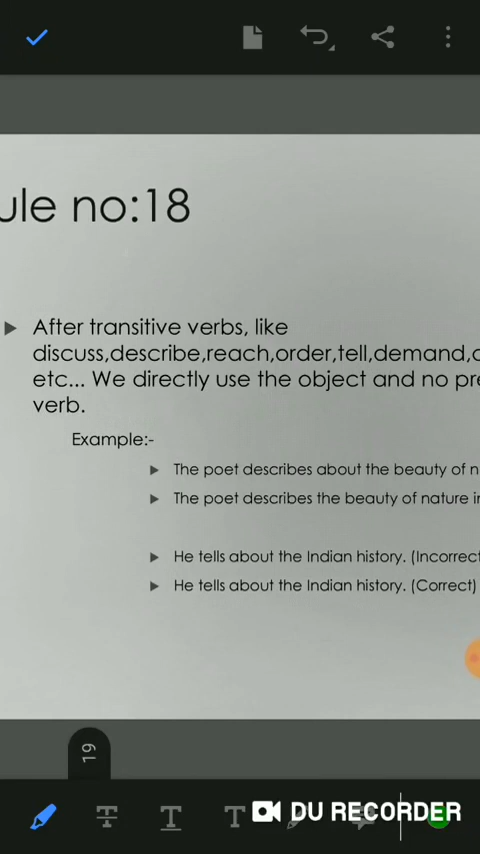 ule no:18
After transitive verbs, like
discuss,describe,reach,order,tell,demand,
etc... We directly use the object and no
verb.
Example:-
The poet describes about the beauty of
The poet describes the beauty of nature
He tells about the Indian history. (Incorrect
He tells about the Indian history. (Correct)
19
DU RECORDER